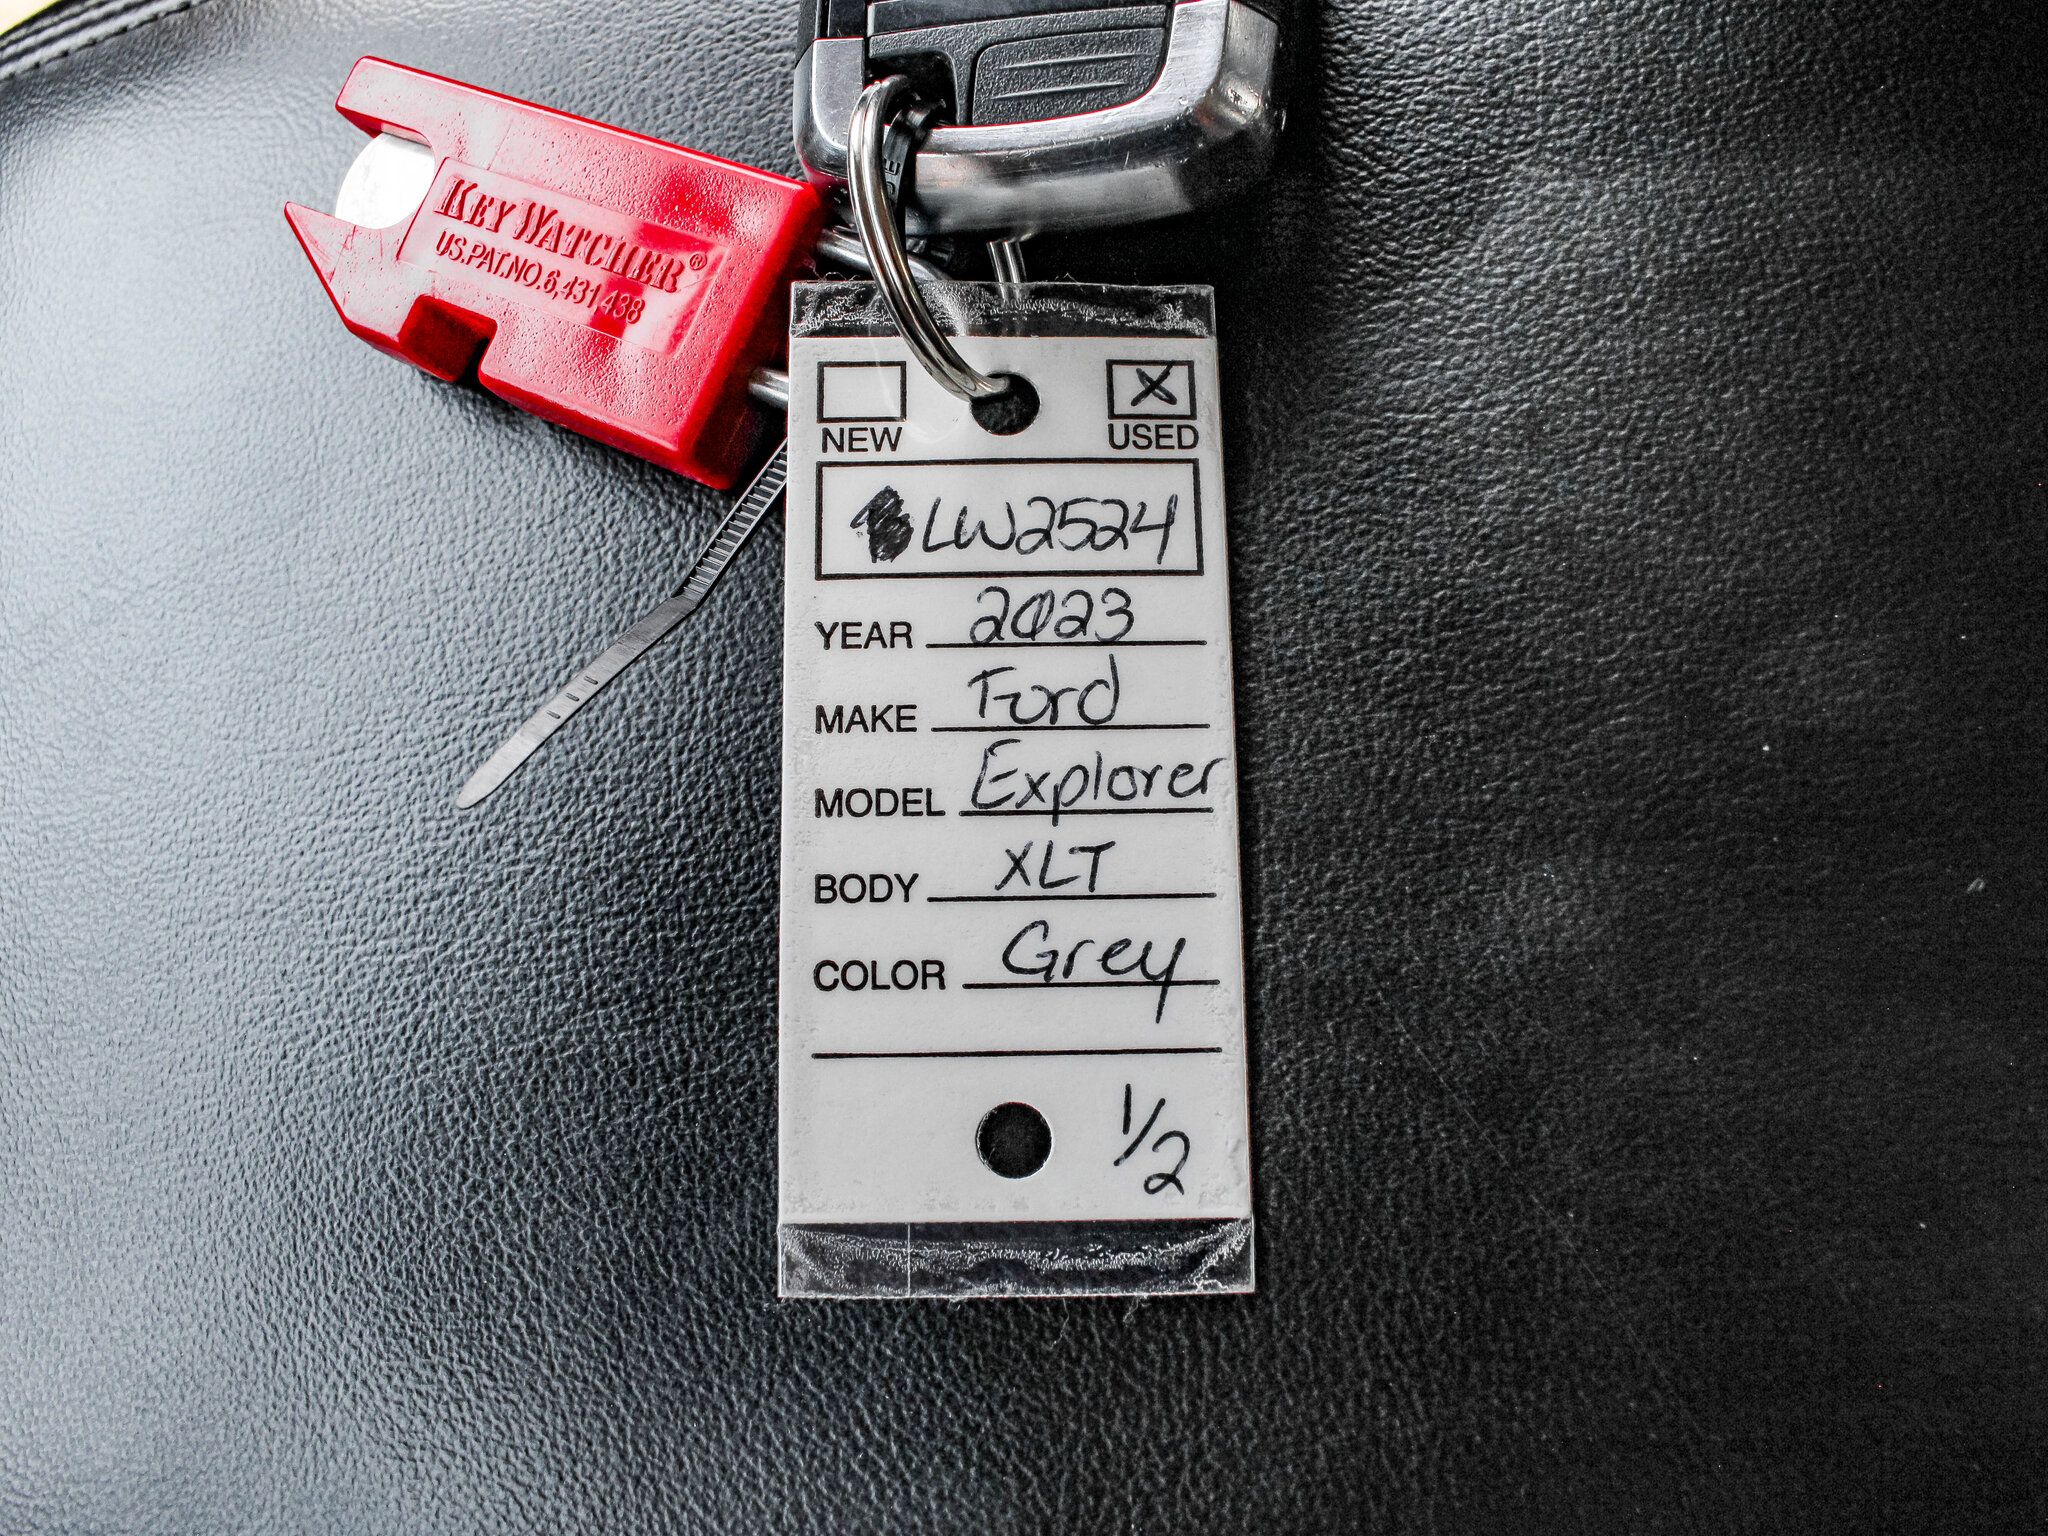 KEY WATCHER®
US.PAT.NO.6,431,438
NEW
X USED
LW2524
YEAR 2023
MAKE Ford
MODEL Explorer
BODY XLT
COLOR Grey
1/2